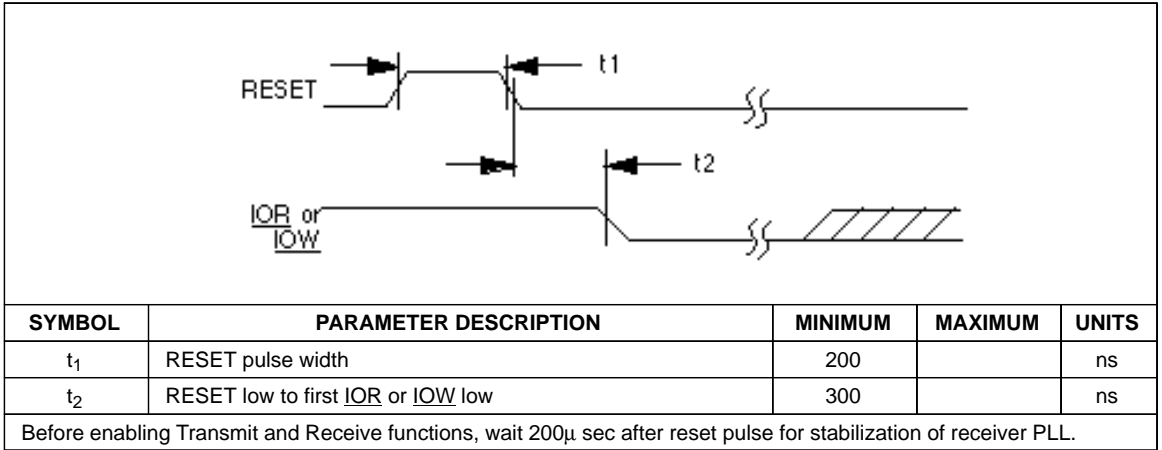 RESET
t1
t2
IOR or
IOW
SYMBOL PARAMETER DESCRIPTION MINIMUM MAXIMUM UNITS
t1 RESET pulse width 200 ns
t2 RESET low to first IOR or IOW low 300 ns
Before enabling Transmit and Receive functions, wait 200μ sec after reset pulse for stabilization of receiver PLL.